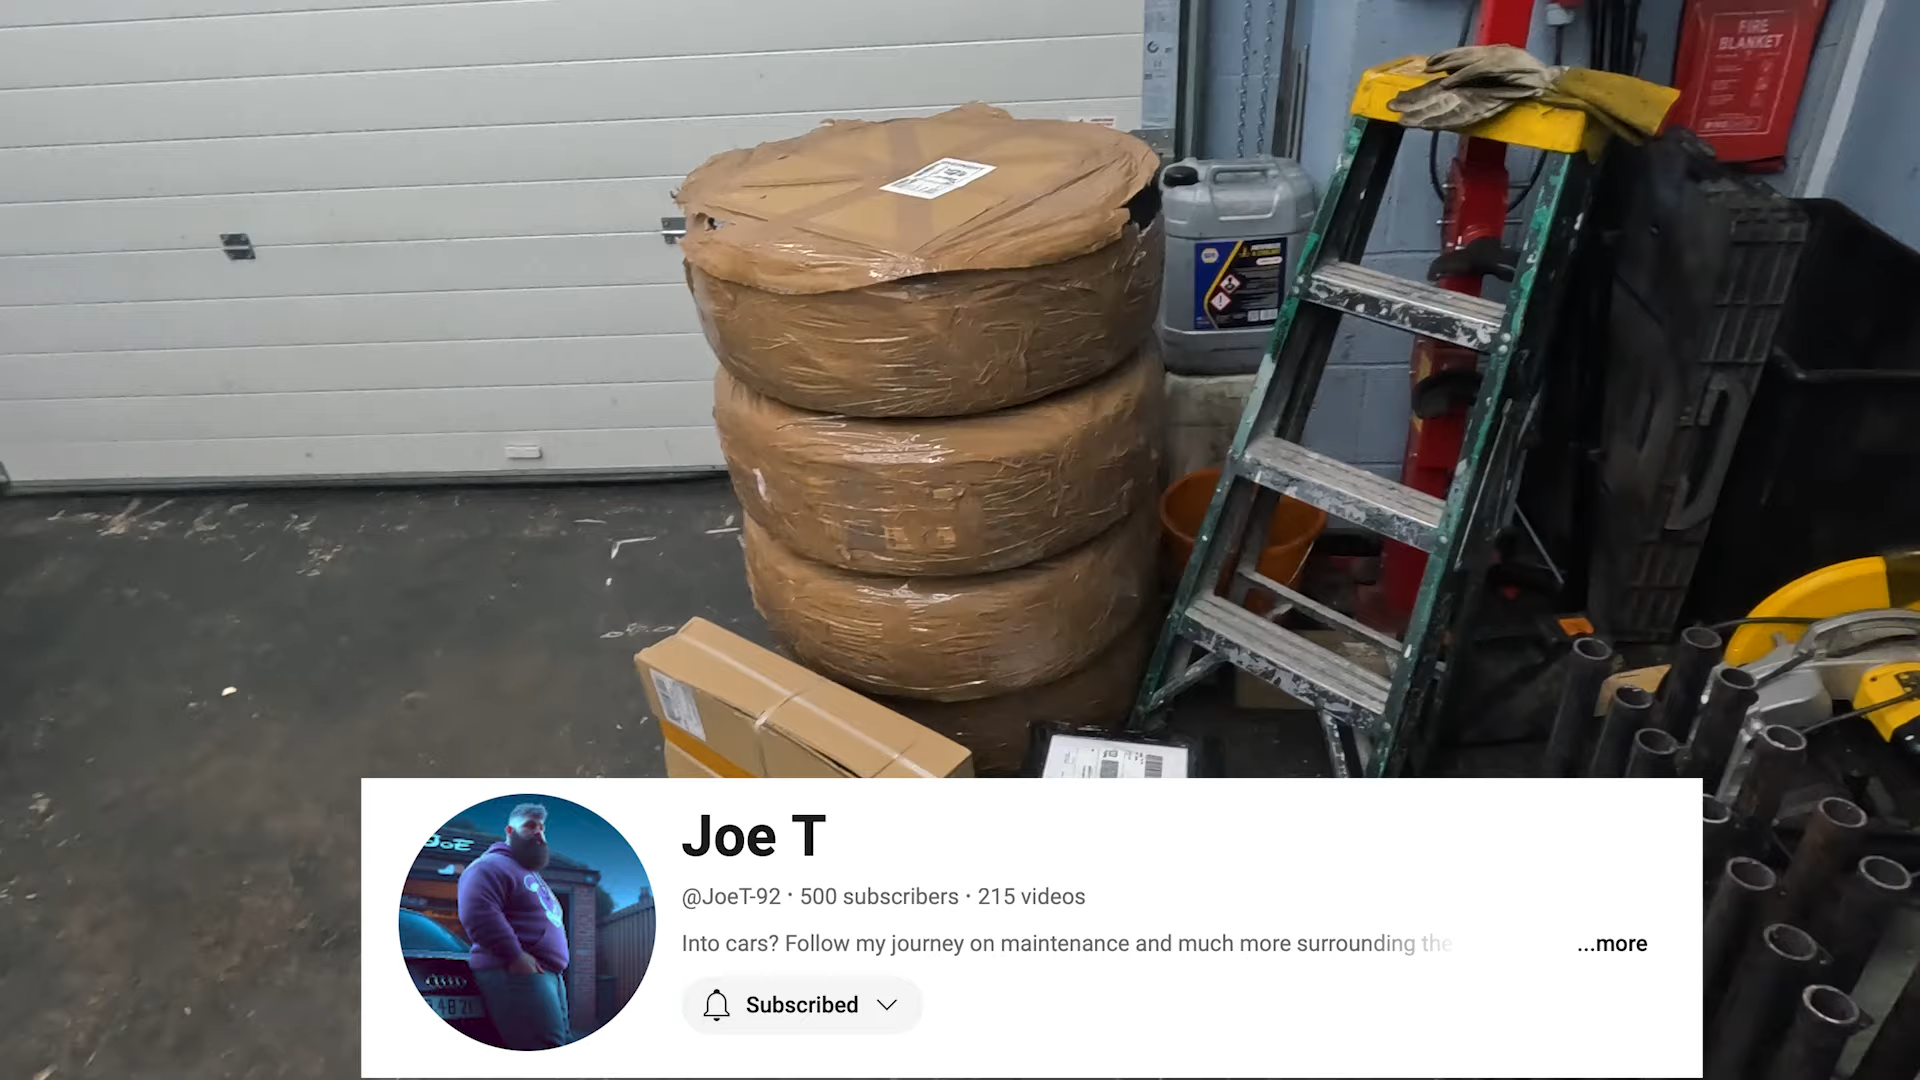 FIRE
BLANKET
JOE
Joe T
@JoeT-92 · 500 subscribers · 215 videos
Into cars? Follow my journey on maintenance and much more surrounding the
...more
Subscribed